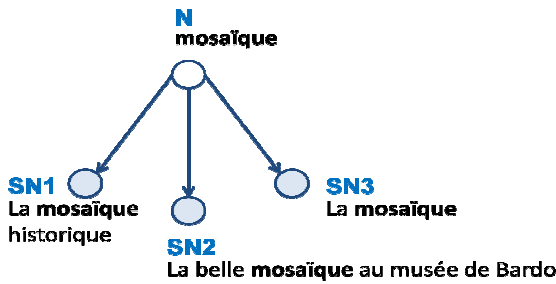 N
mosaïque
SN1
La mosaïque
historique
SN2
La belle mosaïque au musée de Bardo
SN3
La mosaïque